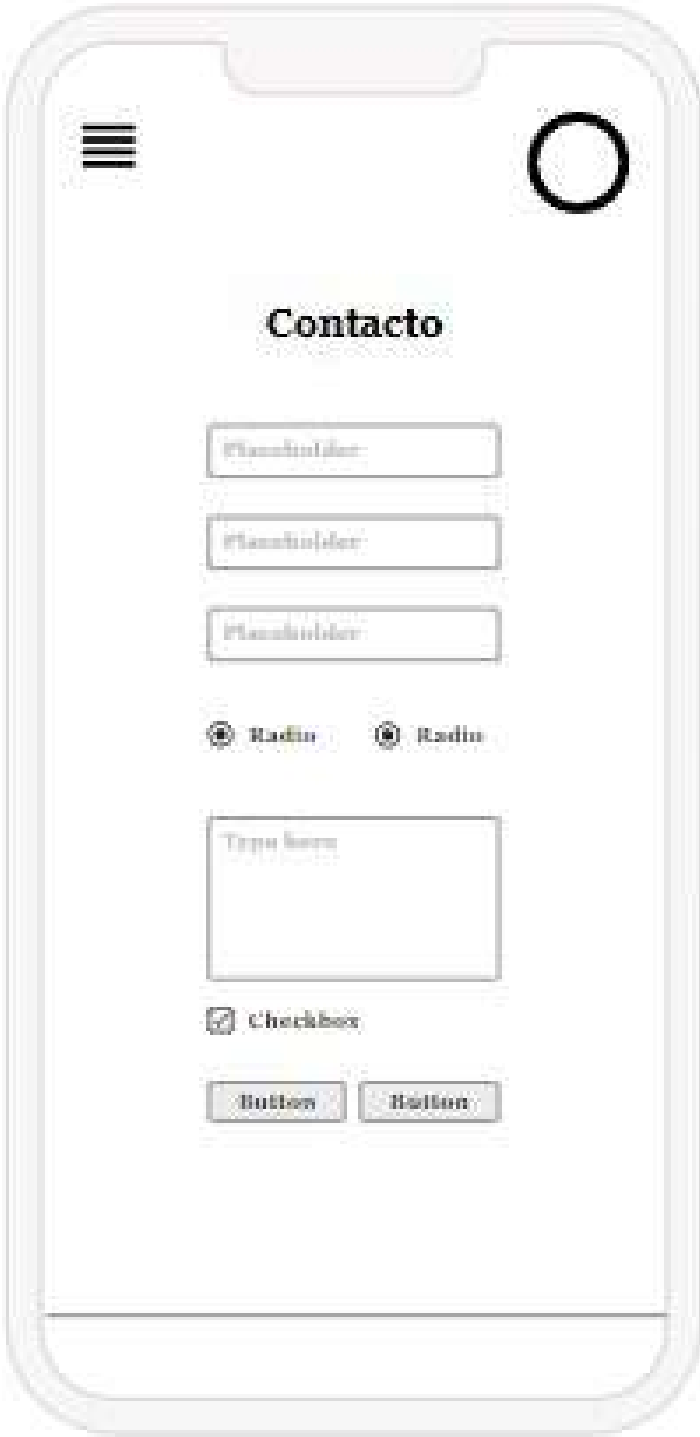 Contacto
Placeholder
Placeholder
Placeholder
Radio Radio
Type here
Checkbox
Button Button